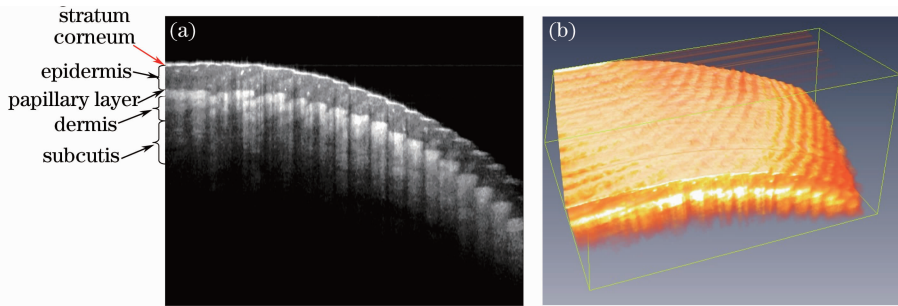 stratum
corneum
epidermis
papillary layer
dermis
subcutis
(a)
(b)